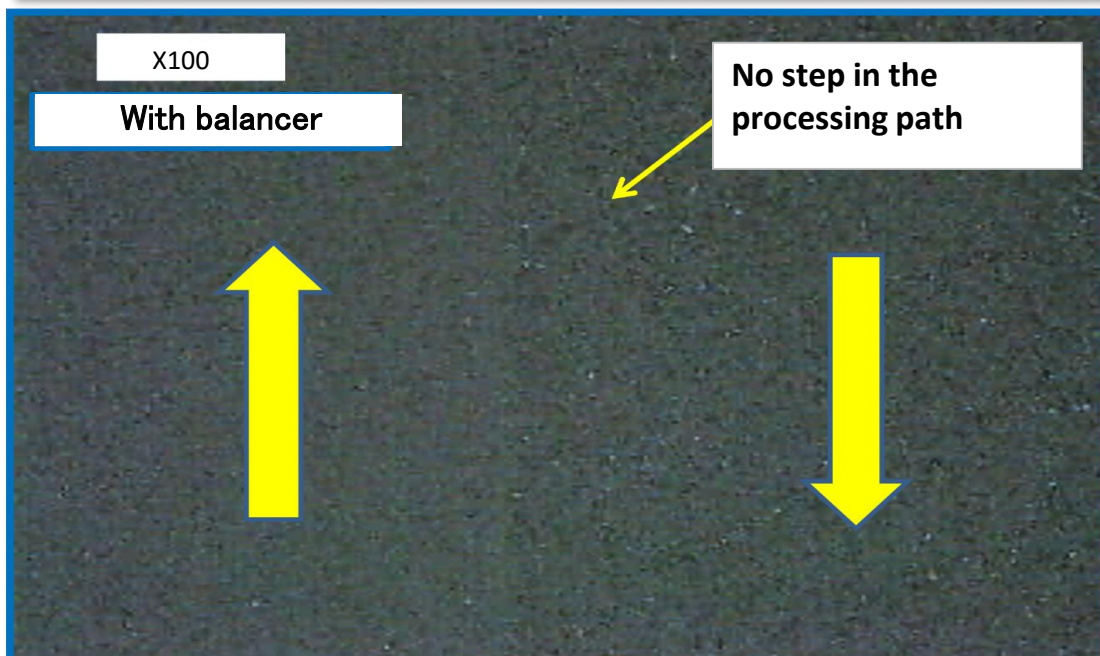 X100
With balancer
No step in the
processing path